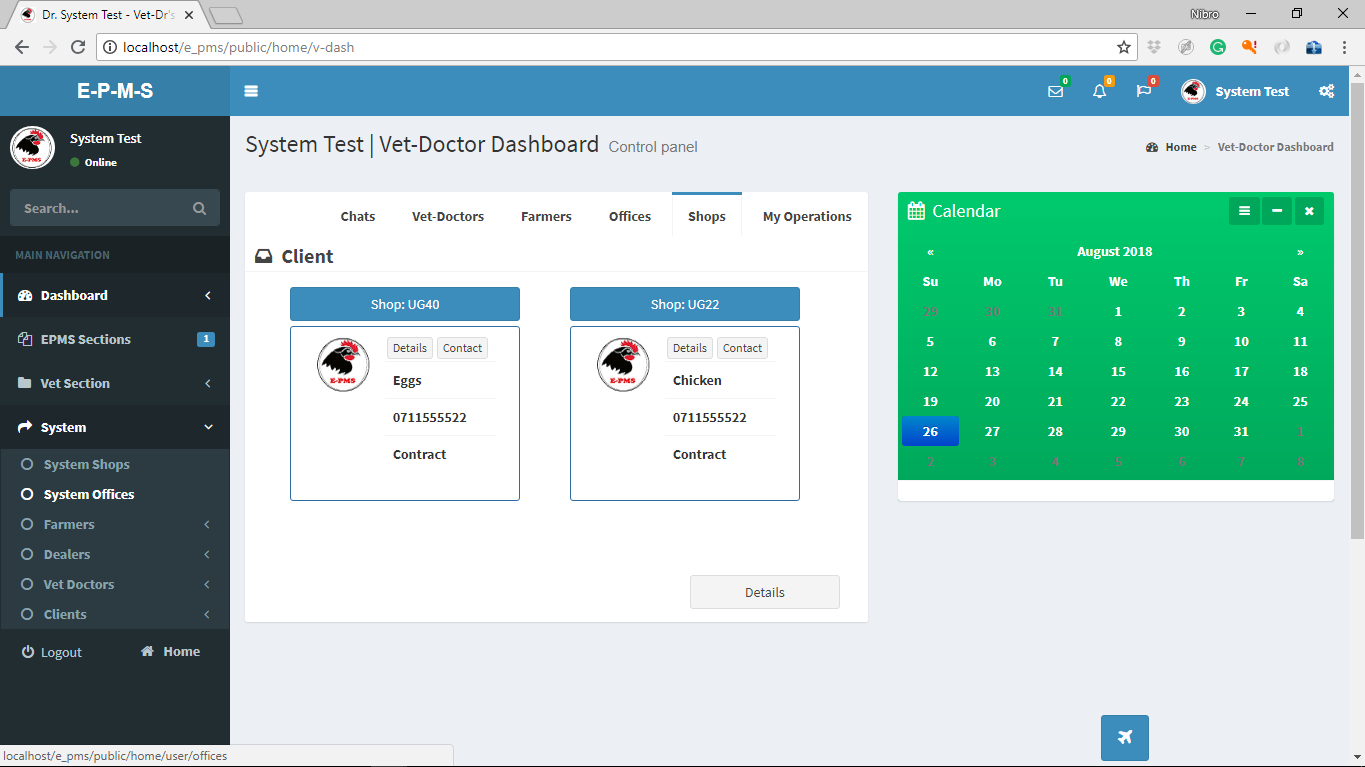 Dr. System Test - Vet-Dr's
Nibro
localhost/e_pms/public/home/v-dash
E-P-M-S
0
0
0
System Test
E-PMS
System Test
Online
System Test | Vet-Doctor Dashboard Control panel
Home > Vet-Doctor Dashboard
Search...
MAIN NAVIGATION
Dashboard
EPMS Sections 1
Vet Section
System
System Shops
System Offices
Farmers
Dealers
Vet Doctors
Clients
Logout Home
Chats Vet-Doctors Farmers Offices Shops My Operations
Client
Shop: UG40
E-PMS
Details Contact
Eggs
0711555522
Contract
Shop: UG22
E-PMS
Details Contact
Chicken
0711555522
Contract
Details
Calendar
« August 2018 »
Su Mo Tu We Th Fr Sa
29 30 31 1 2 3 4
5 6 7 8 9 10 11
12 13 14 15 16 17 18
19 20 21 22 23 24 25
26 27 28 29 30 31 1
2 3 4 5 6 7 8
localhost/e_pms/public/home/user/offices